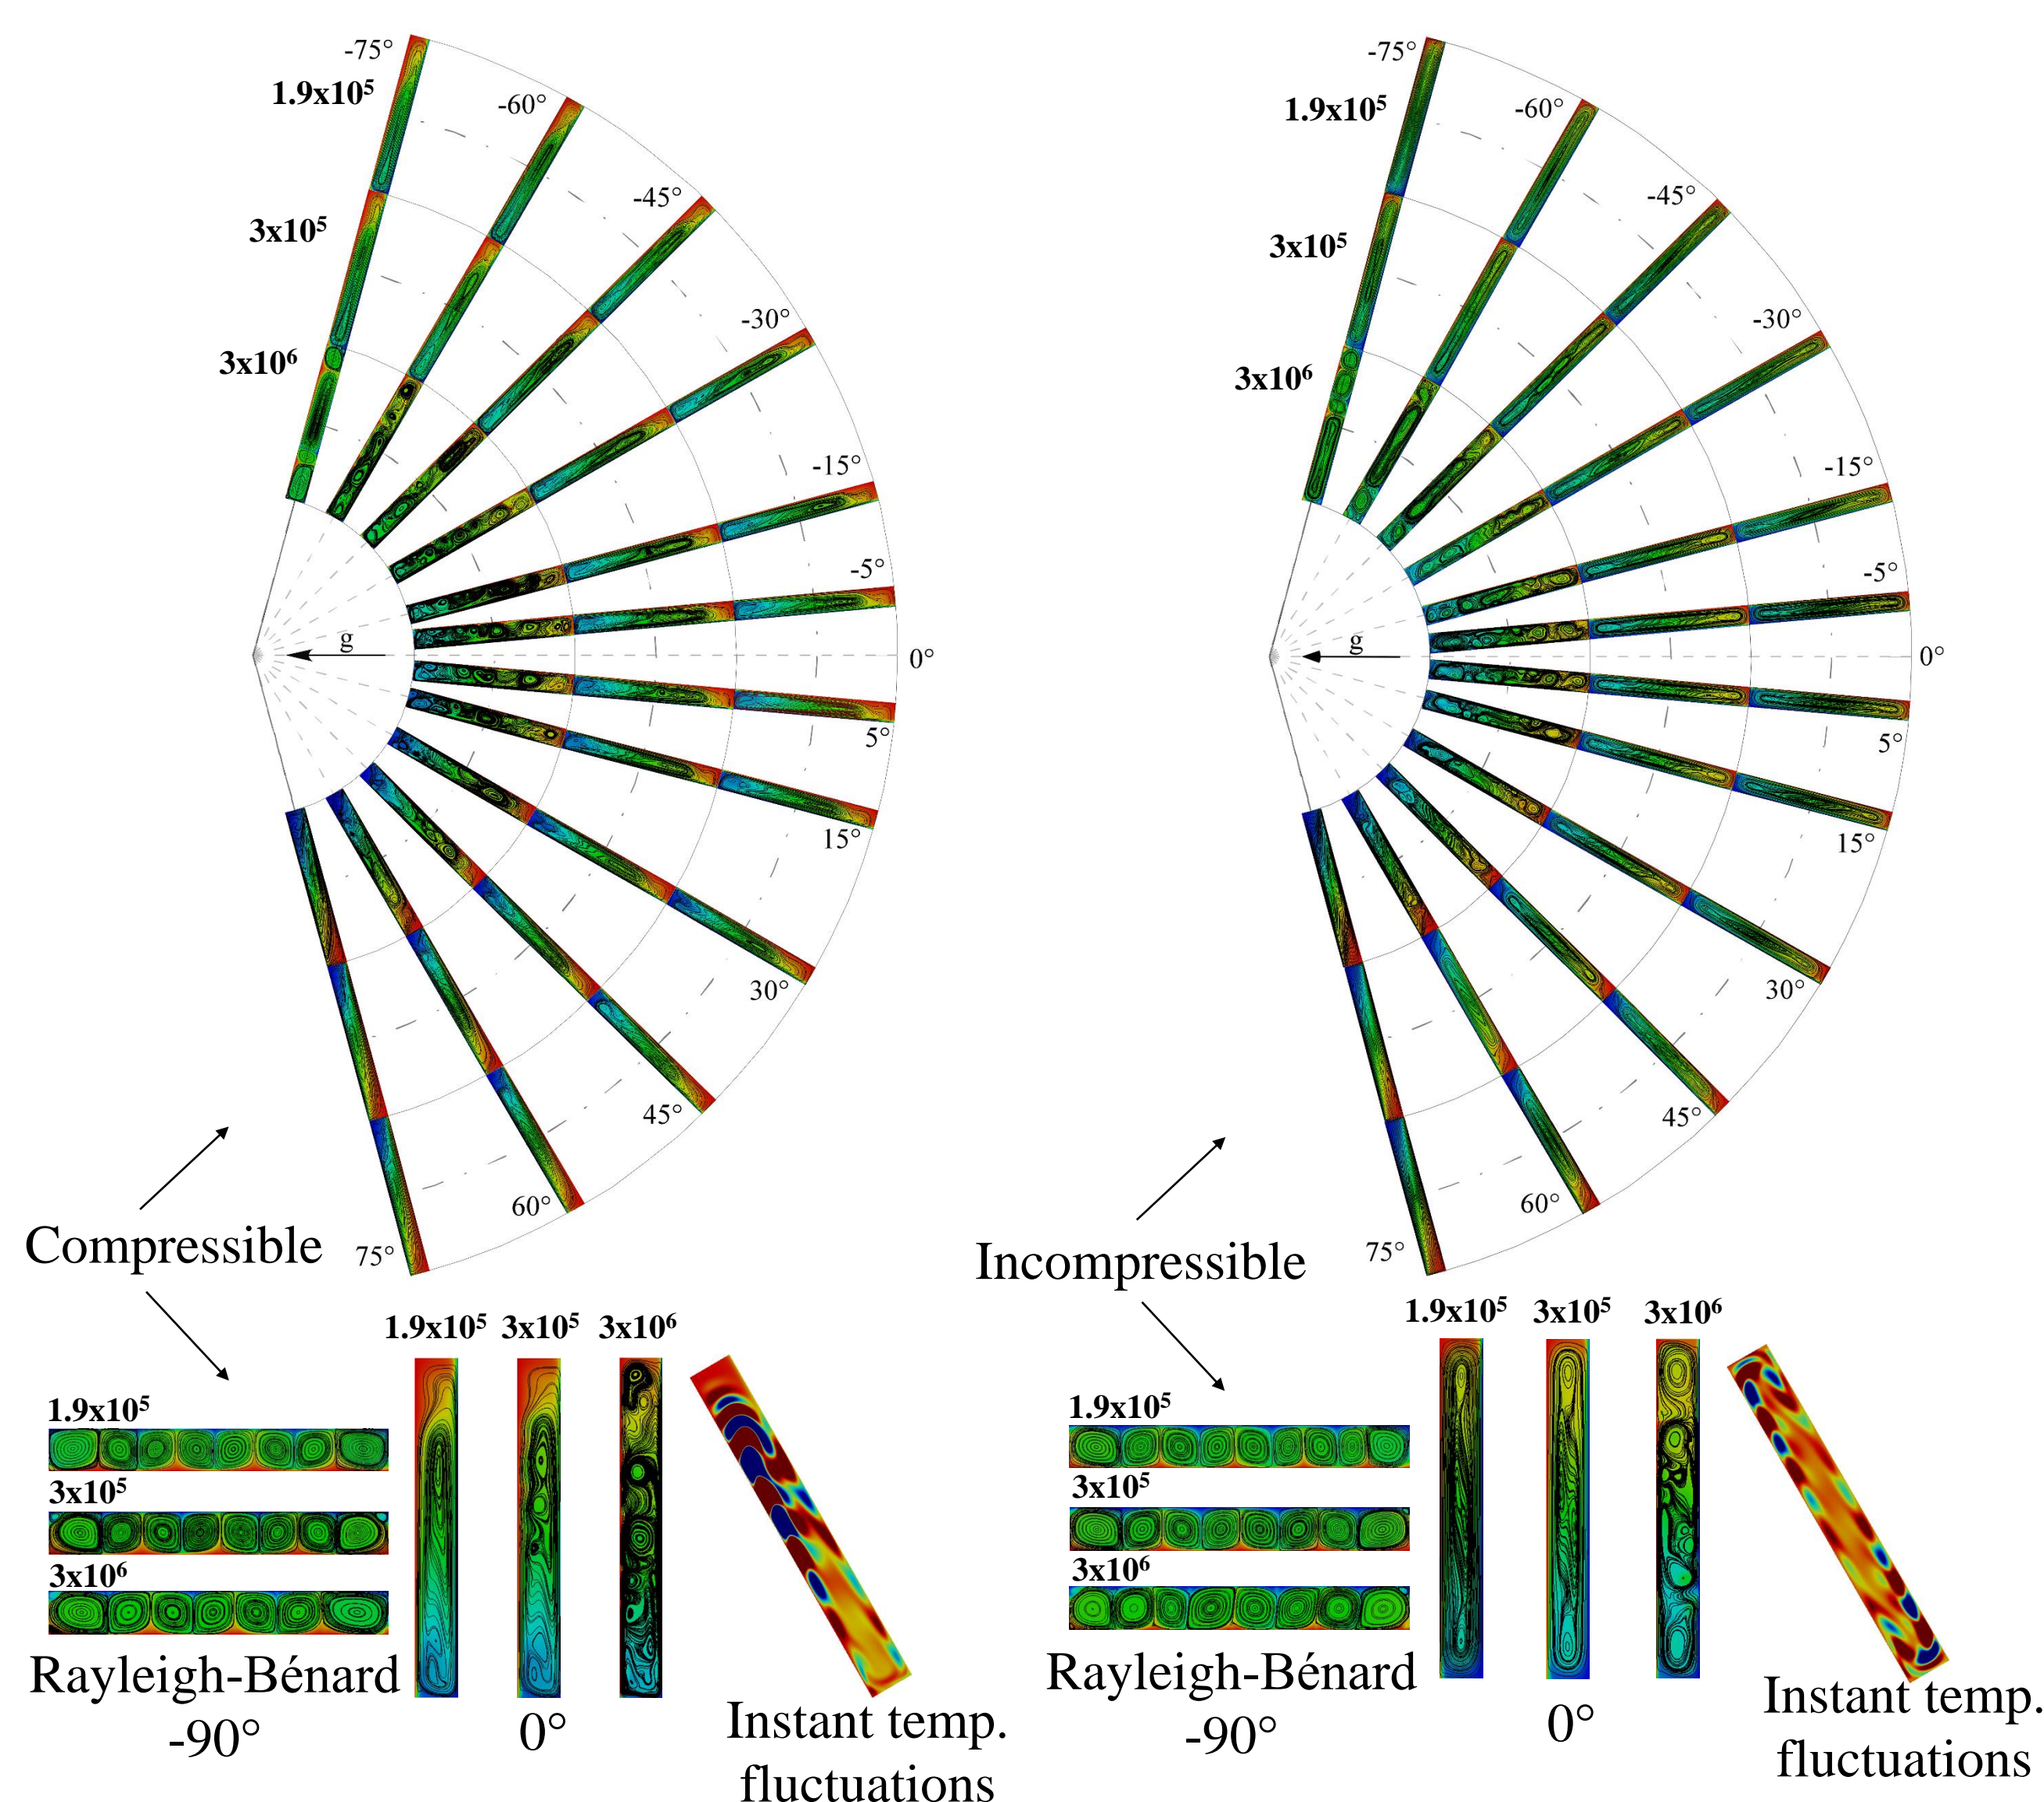 -75°
1.9x10⁵
-60°
-45°
3x10⁵
-30°
3x10⁶
-15°
-5°
g
0°
5°
15°
30°
45°
60°
75°
Compressible
1.9x10⁵ 3x10⁵ 3x10⁶
1.9x10⁵
3x10⁵
3x10⁶
Rayleigh-Bénard
-90°
0°
Instant temp.
fluctuations
-75°
1.9x10⁵
-60°
-45°
3x10⁵
-30°
3x10⁶
-15°
-5°
g
0°
5°
15°
30°
45°
60°
75°
Incompressible
1.9x10⁵ 3x10⁵ 3x10⁶
1.9x10⁵
3x10⁵
3x10⁶
Rayleigh-Bénard
-90°
0°
Instant temp.
fluctuations